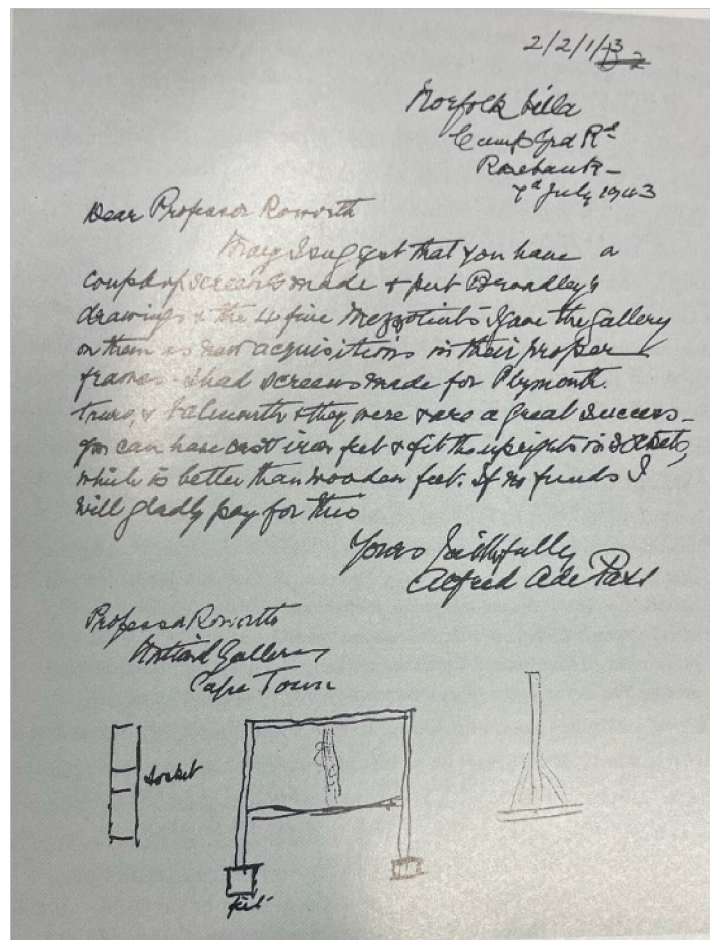 2/2/1/13
Norfolk Villa
Camp Grd Rd
Rosebank -
7th July 1943
Dear Professor Roworth
May I suggest that you have a
couple of screens made & put
drawings & the 4 fine Mezzotints I gave the gallery
on them as new acquisitions in their proper
frames. I had screens made for Plymouth.
Truro, & Falmouth & they were & are a great success -
you can have cast iron feet & fit the uprights in sockets,
which is better than wooden feet. If no funds I
will gladly pay for this
Yours faithfully
Alfred A de Pass
Professor Roworth
National Gallery
Cape Town
socket
feet